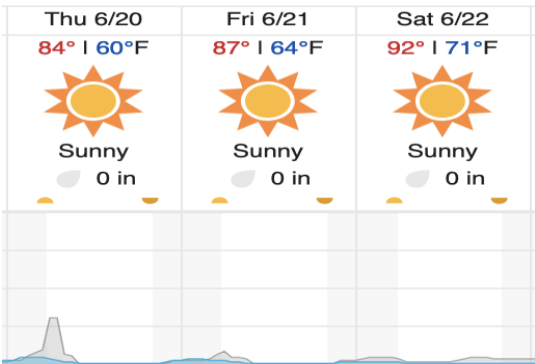 Thu 6/20 Fri 6/21 Sat 6/22
84° | 60°F 87° | 64°F 92° | 71°F
Sunny Sunny Sunny
0 in 0 in 0 in